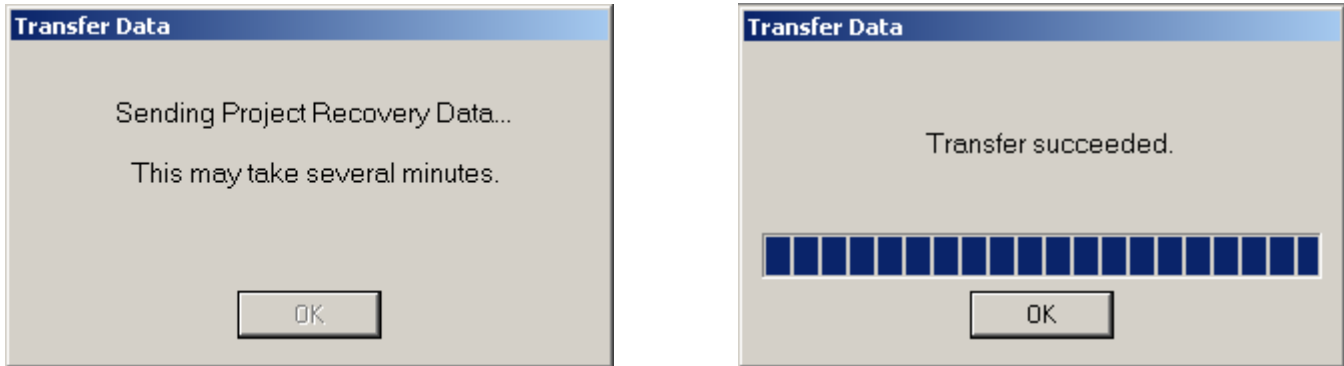 Transfer Data
Sending Project Recovery Data...
This may take several minutes.
OK
Transfer Data
Transfer succeeded.
OK